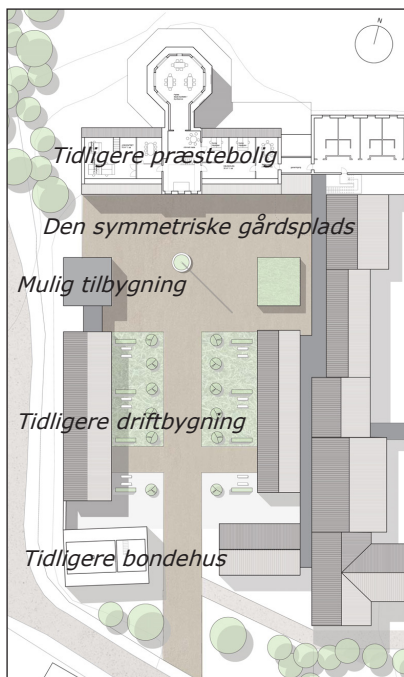 N
Tidligere præstebolig
Den symmetriske gårdsplads
Mulig tilbygning
Tidligere driftbygning
Tidligere bondehus